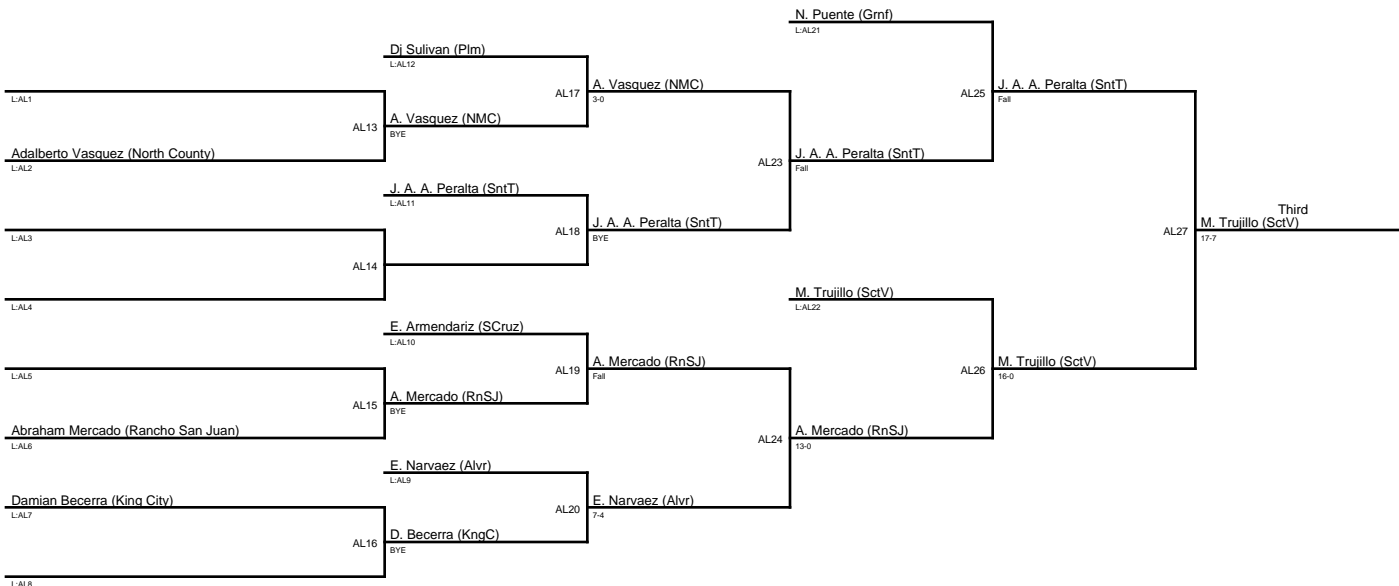 N. Puente (Grnf)
L:AL21
Dj Sulivan (Plm)
L:AL12
L:AL1
AL17
A. Vasquez (NMC)
3-0
AL25
J. A. A. Peralta (SntT)
Fall
AL13
A. Vasquez (NMC)
BYE
Adalberto Vasquez (North County)
L:AL2
AL23
J. A. A. Peralta (SntT)
Fall
J. A. A. Peralta (SntT)
L:AL11
L:AL3
AL18
J. A. A. Peralta (SntT)
BYE
AL27
Third
M. Trujillo (SctV)
17-7
AL14
L:AL4
M. Trujillo (SctV)
L:AL22
E. Armendariz (SCruz)
L:AL10
L:AL5
AL19
A. Mercado (RnSJ)
Fall
AL26
M. Trujillo (SctV)
16-0
AL15
A. Mercado (RnSJ)
BYE
Abraham Mercado (Rancho San Juan)
L:AL6
AL24
A. Mercado (RnSJ)
13-0
E. Narvaez (Alvr)
L:AL9
Damian Becerra (King City)
L:AL7
AL20
E. Narvaez (Alvr)
7-4
AL16
D. Becerra (KngC)
BYE
L:AL8